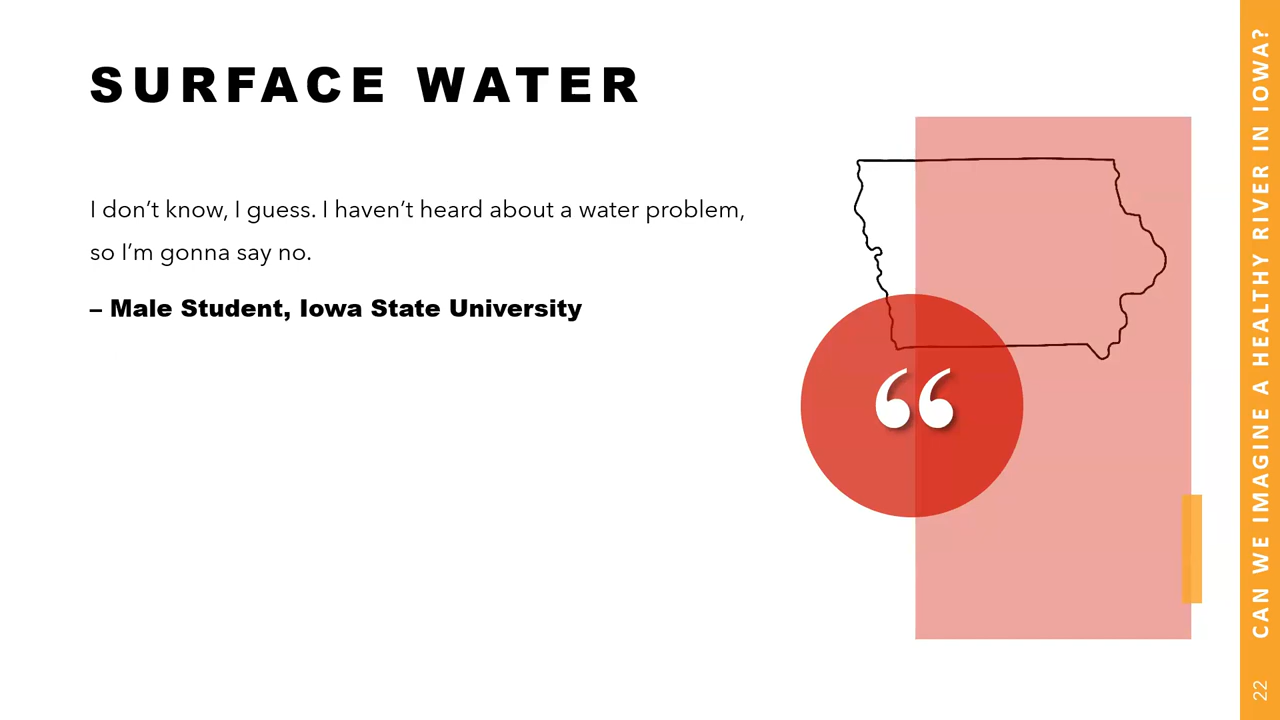 SURFACE WATER
I don’t know, I guess. I haven’t heard about a water problem,
so I’m gonna say no.
– Male Student, Iowa State University
“
CAN WE IMAGINE A HEALTHY RIVER IN IOWA?
22